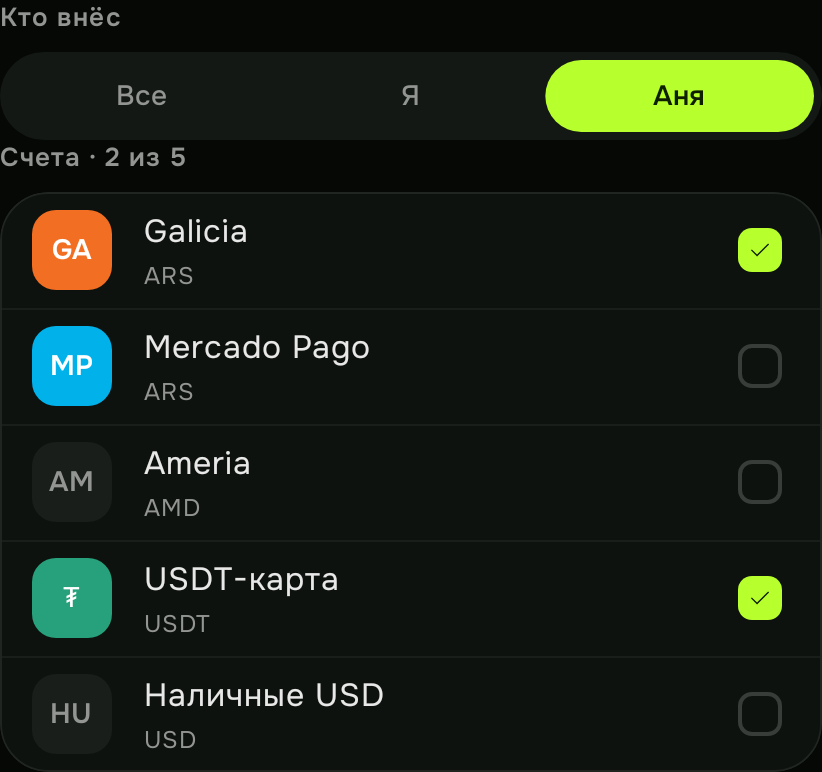 Кто внёс
Все Я Аня
Счета · 2 из 5
GA Galicia
ARS
MP Mercado Pago
ARS
AM Ameria
AMD
₮ USDT-карта
USDT
HU Наличные USD
USD